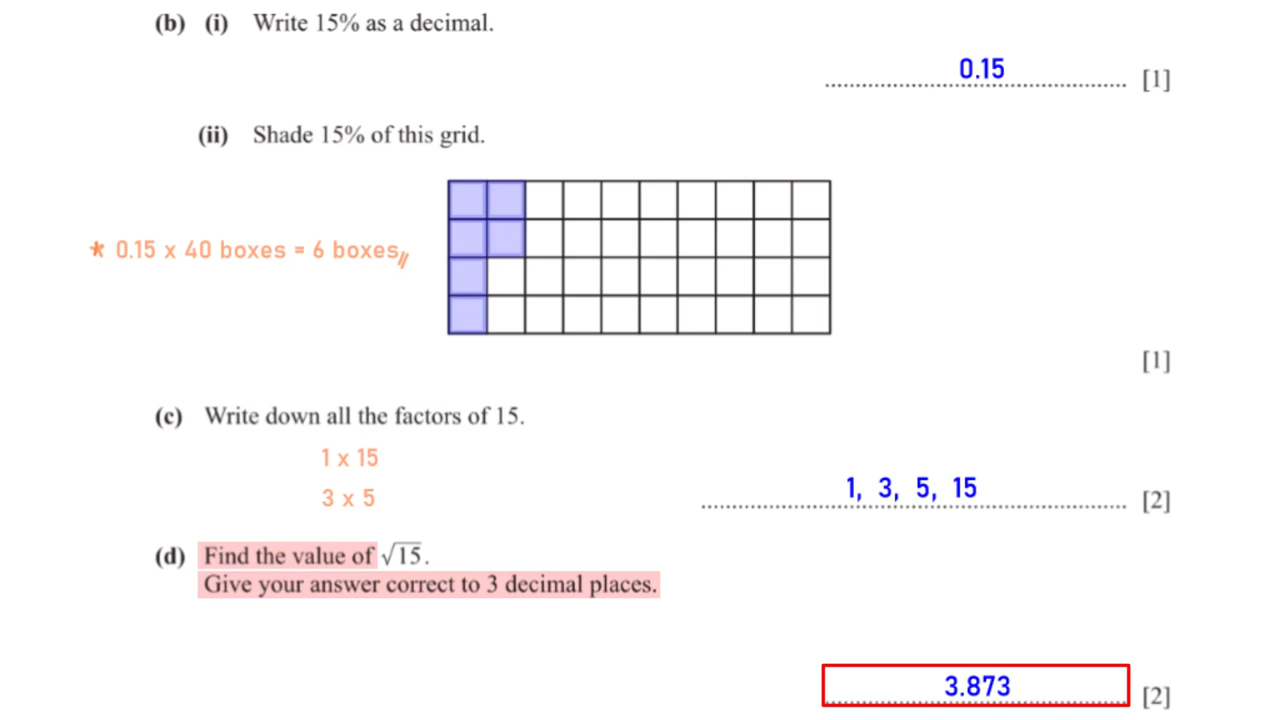 (b) (i) Write 15% as a decimal.
0.15 [1]
(ii) Shade 15% of this grid.
* 0.15 x 40 boxes = 6 boxes//
[1]
(c) Write down all the factors of 15.
1 x 15
3 x 5
1, 3, 5, 15 [2]
(d) Find the value of √15.
Give your answer correct to 3 decimal places.
3.873 [2]